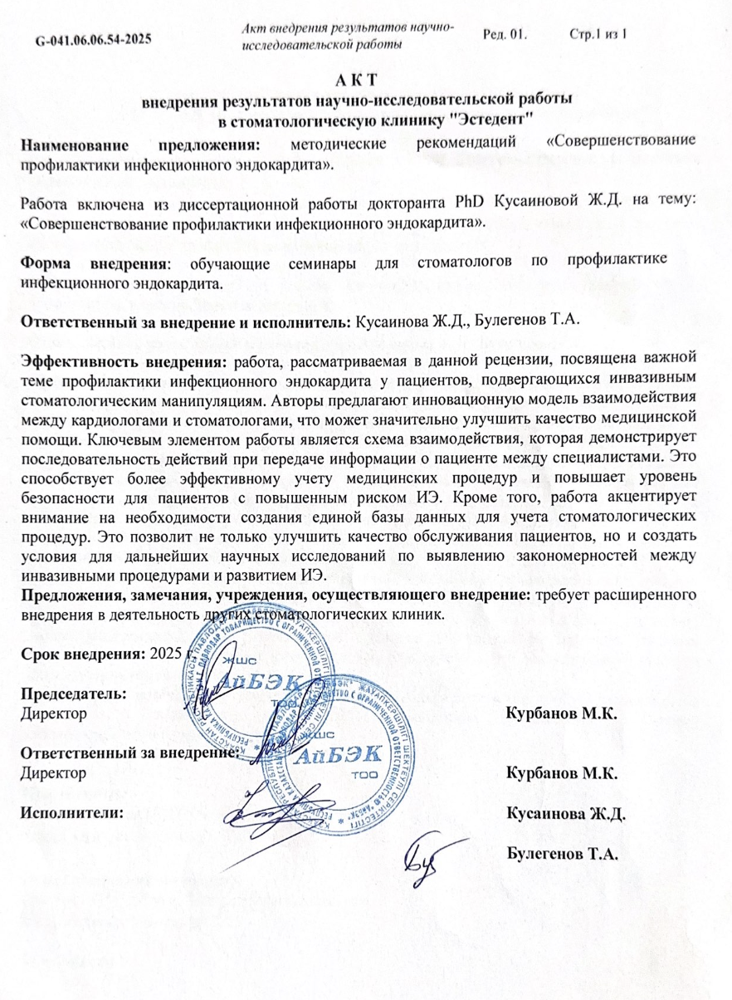 G-041.06.06.54-2025
Акт внедрения результатов научно-
исследовательской работы
Ред. 01.
Стр.1 из 1
А К Т
внедрения результатов научно-исследовательской работы
в стоматологическую клинику "Эстедент"
Наименование предложения: методические рекомендаций «Совершенствование
профилактики инфекционного эндокардита».
Работа включена из диссертационной работы докторанта PhD Кусаиновой Ж.Д. на тему:
«Совершенствование профилактики инфекционного эндокардита».
Форма внедрения: обучающие семинары для стоматологов по профилактике
инфекционного эндокардита.
Ответственный за внедрение и исполнитель: Кусаинова Ж.Д., Булегенов Т.А.
Эффективность внедрения: работа, рассматриваемая в данной рецензии, посвящена важной
теме профилактики инфекционного эндокардита у пациентов, подвергающихся инвазивным
стоматологическим манипуляциям. Авторы предлагают инновационную модель взаимодействия
между кардиологами и стоматологами, что может значительно улучшить качество медицинской
помощи. Ключевым элементом работы является схема взаимодействия, которая демонстрирует
последовательность действий при передаче информации о пациенте между специалистами. Это
способствует более эффективному учету медицинских процедур и повышает уровень
безопасности для пациентов с повышенным риском ИЭ. Кроме того, работа акцентирует
внимание на необходимости создания единой базы данных для учета стоматологических
процедур. Это позволит не только улучшить качество обслуживания пациентов, но и создать
условия для дальнейших научных исследований по выявлению закономерностей между
инвазивными процедурами и развитием ИЭ.
Предложения, замечания, учреждения, осуществляющего внедрение: требует расширенного
внедрения в деятельность других стоматологических клиник.
Срок внедрения: 2025 г.
ЖШС
АйБЭК
ТОО
Председатель:
Директор
Курбанов М.К.
ЖШС
АйБЭК
ТОО
Ответственный за внедрение:
Директор
Курбанов М.К.
Исполнители:
Кусаинова Ж.Д.
Булегенов Т.А.